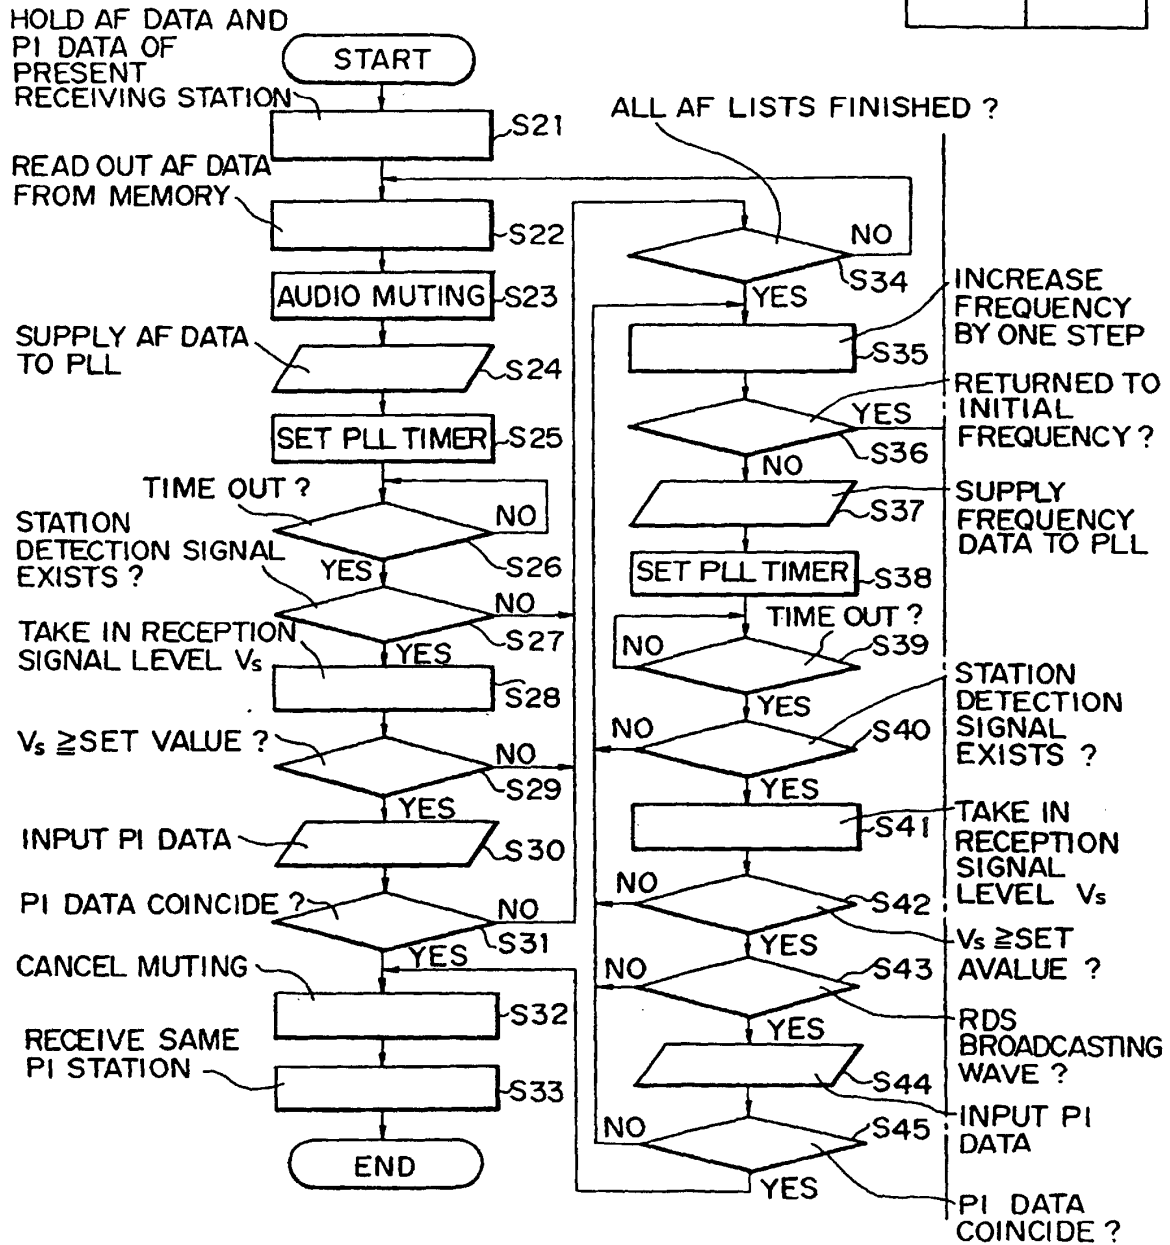 HOLD AF DATA AND
PI DATA OF
PRESENT
RECEIVING STATION
START
S21
READ OUT AF DATA
FROM MEMORY
S22
AUDIO MUTING
S23
SUPPLY AF DATA
TO PLL
S24
SET PLL TIMER
S25
TIME OUT ?
NO
S26
YES
STATION
DETECTION SIGNAL
EXISTS ?
NO
S27
YES
TAKE IN RECEPTION
SIGNAL LEVEL Vs
S28
Vs ≧SET VALUE ?
NO
S29
YES
INPUT PI DATA
S30
PI DATA COINCIDE ?
NO
S31
YES
CANCEL MUTING
S32
RECEIVE SAME
PI STATION
S33
END
ALL AF LISTS FINISHED ?
NO
S34
YES
INCREASE
FREQUENCY
BY ONE STEP
S35
RETURNED TO
INITIAL
FREQUENCY ?
YES
S36
NO
SUPPLY
FREQUENCY
DATA TO PLL
S37
SET PLL TIMER
S38
TIME OUT ?
NO
S39
YES
STATION
DETECTION
SIGNAL
EXISTS ?
NO
S40
YES
TAKE IN
RECEPTION
SIGNAL
LEVEL Vs
S41
NO
S42
YES
Vs ≧SET
AVALUE ?
NO
S43
YES
RDS
BROADCASTING
WAVE ?
S44
INPUT PI
DATA
NO
S45
YES
PI DATA
COINCIDE ?